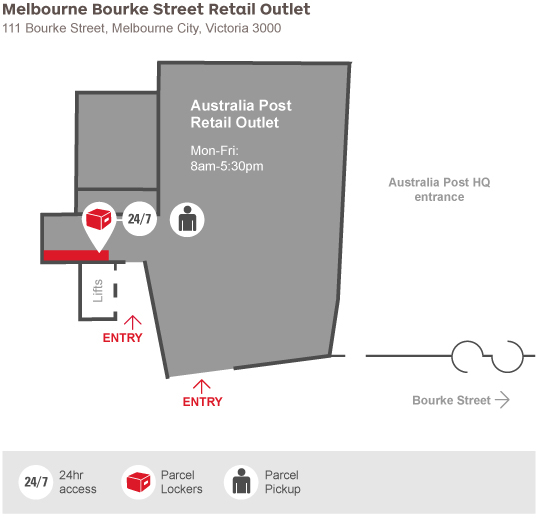 Melbourne Bourke Street Retail Outlet
111 Bourke Street, Melbourne City, Victoria 3000
Australia Post
Retail Outlet
Mon-Fri:
8am-5:30pm
Australia Post HQ
entrance
24/7
Lifts
ENTRY
ENTRY
Bourke Street
24/7
24hr
access
Parcel
Lockers
Parcel
Pickup